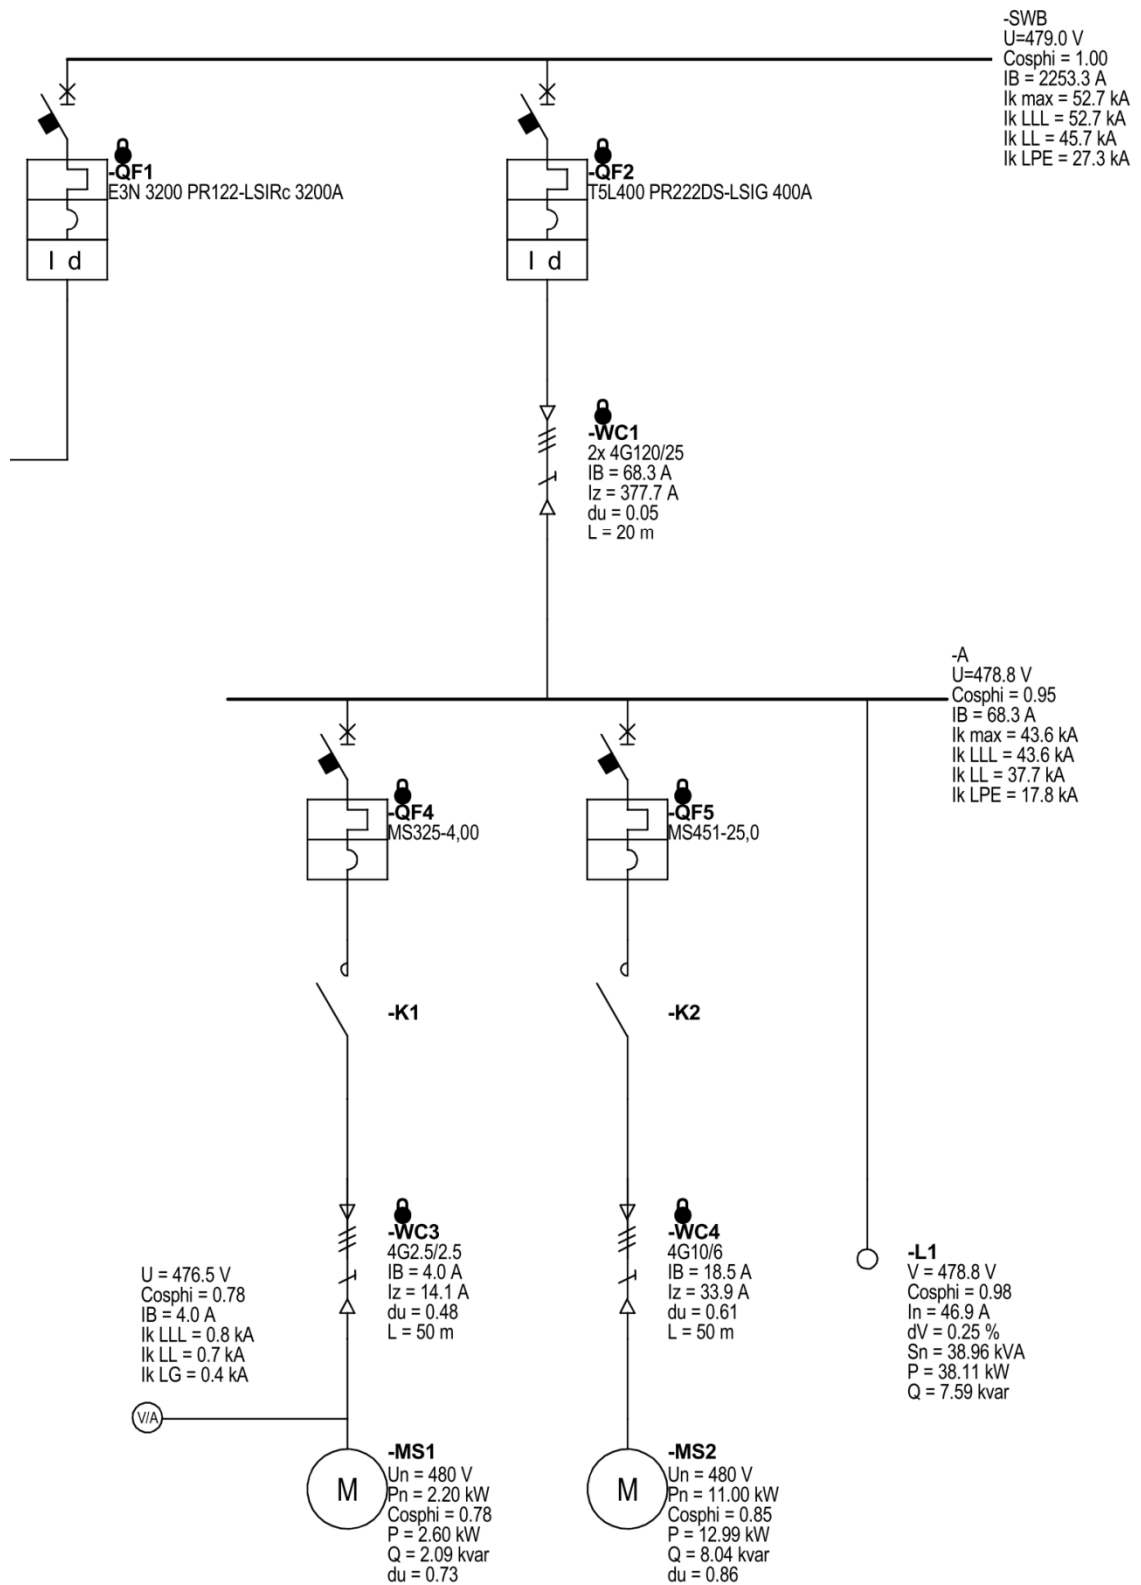 -SWB
U=479.0 V
Cosphi = 1.00
IB = 2253.3 A
Ik max = 52.7 kA
Ik LLL = 52.7 kA
Ik LL = 45.7 kA
Ik LPE = 27.3 kA
-QF1
E3N 3200 PR122-LSIRc 3200A
I d
-QF2
T5L400 PR222DS-LSIG 400A
I d
-WC1
2x 4G120/25
IB = 68.3 A
Iz = 377.7 A
du = 0.05
L = 20 m
-A
U=478.8 V
Cosphi = 0.95
IB = 68.3 A
Ik max = 43.6 kA
Ik LLL = 43.6 kA
Ik LL = 37.7 kA
Ik LPE = 17.8 kA
-QF4
MS325-4,00
-QF5
MS451-25,0
-K1
-K2
-WC3
4G2.5/2.5
IB = 4.0 A
Iz = 14.1 A
du = 0.48
L = 50 m
-WC4
4G10/6
IB = 18.5 A
Iz = 33.9 A
du = 0.61
L = 50 m
-L1
V = 478.8 V
Cosphi = 0.98
In = 46.9 A
dV = 0.25 %
Sn = 38.96 kVA
P = 38.11 kW
Q = 7.59 kvar
U = 476.5 V
Cosphi = 0.78
IB = 4.0 A
Ik LLL = 0.8 kA
Ik LL = 0.7 kA
Ik LG = 0.4 kA
V/A
M
-MS1
Un = 480 V
Pn = 2.20 kW
Cosphi = 0.78
P = 2.60 kW
Q = 2.09 kvar
du = 0.73
M
-MS2
Un = 480 V
Pn = 11.00 kW
Cosphi = 0.85
P = 12.99 kW
Q = 8.04 kvar
du = 0.86